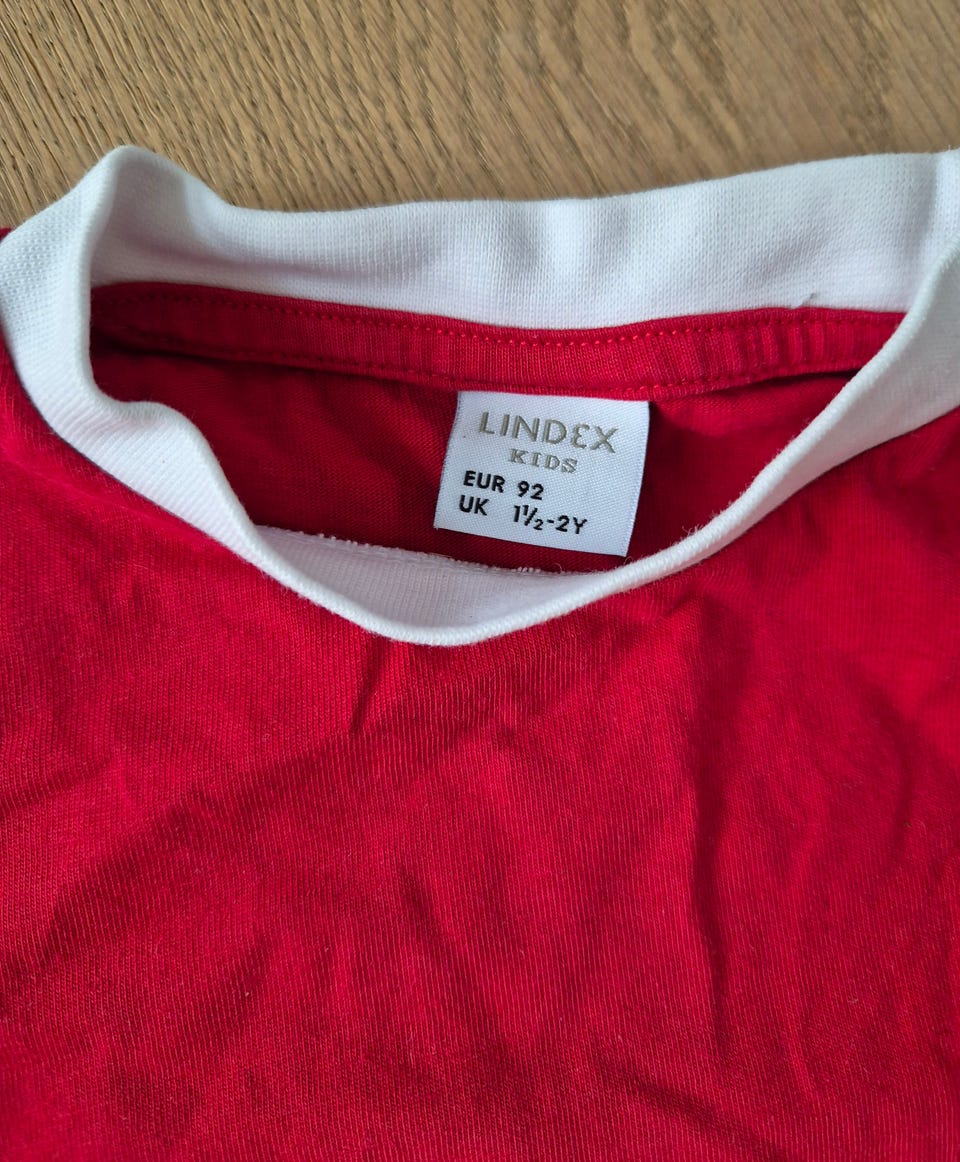 LINDEX
KIDS
EUR 92
UK 1½-2Y